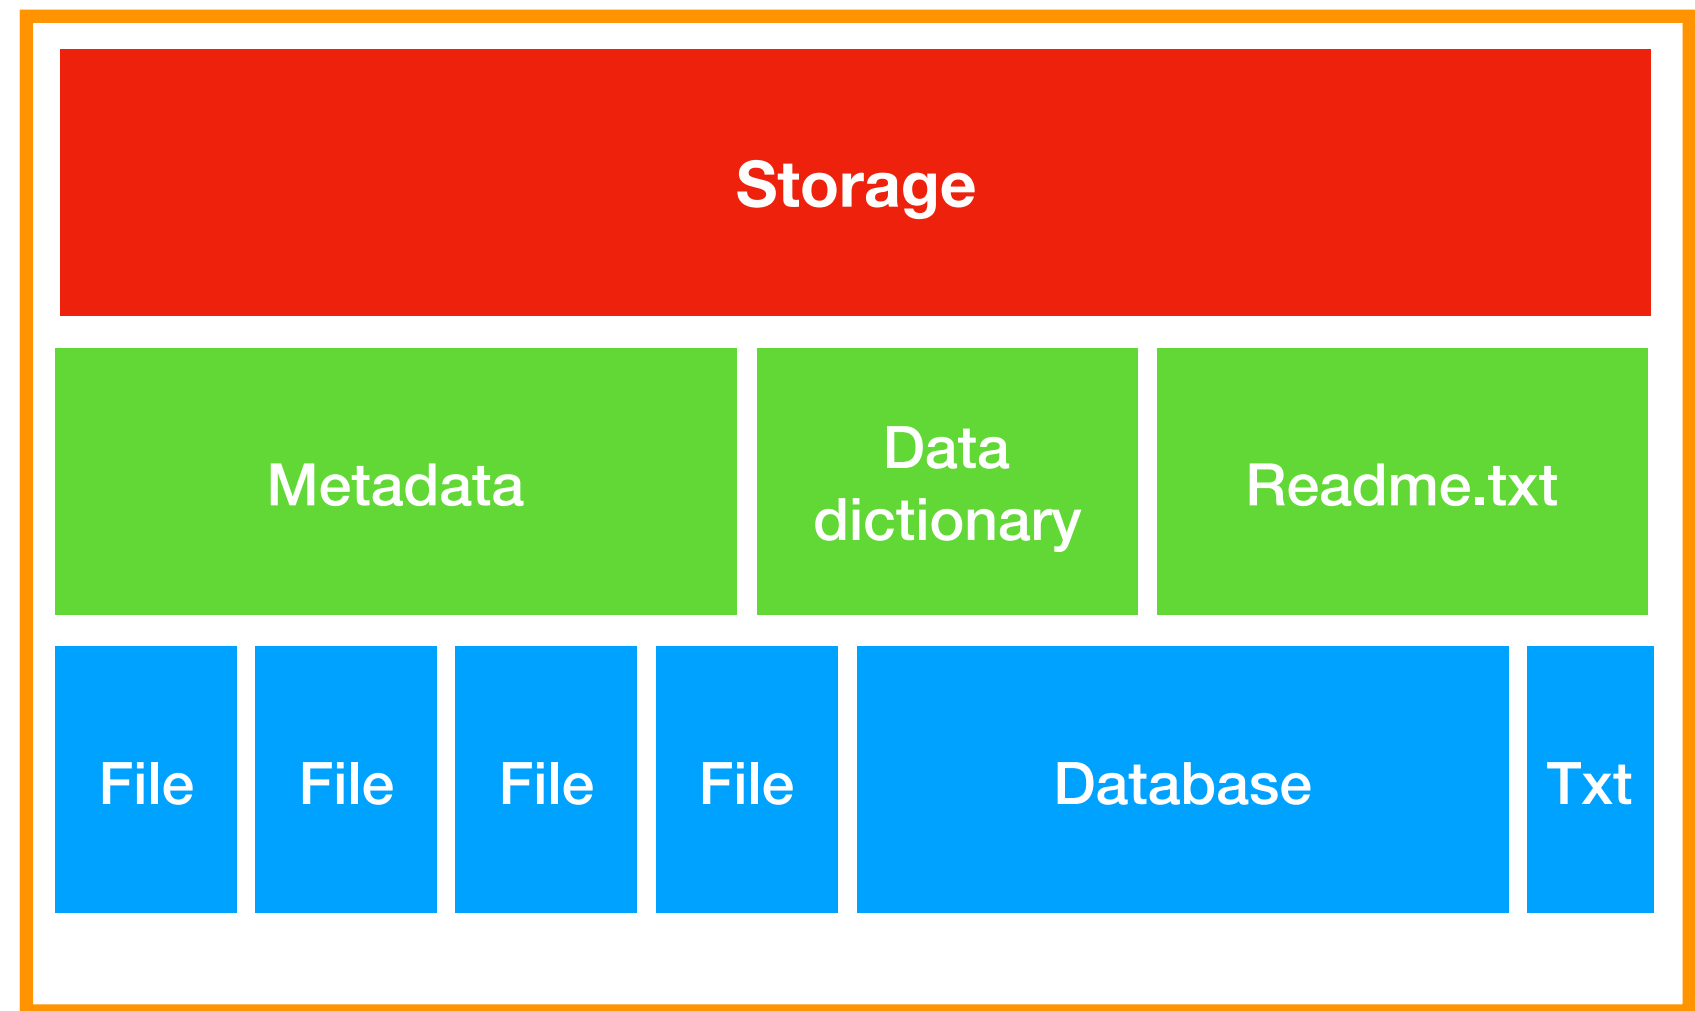 Storage
Metadata
Data
dictionary
Readme.txt
File
File
File
File
Database
Txt